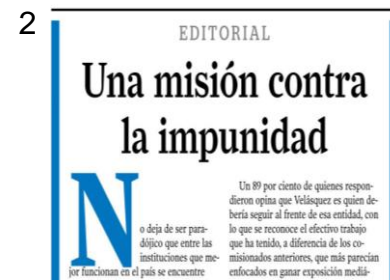 2
EDITORIAL
Una misión contra
la impunidad
No deja de ser para-
dójico que entre las
instituciones que me-
jor funcionan en el país se encuentre
Un 89 por ciento de quienes respon-
dieron opina que Velásquez es quien de-
bería seguir al frente de esa entidad, con
lo que se reconoce el efectivo trabajo
que ha tenido, a diferencia de los co-
misionados anteriores, que más parecían
enfocados en ganar exposición mediá-